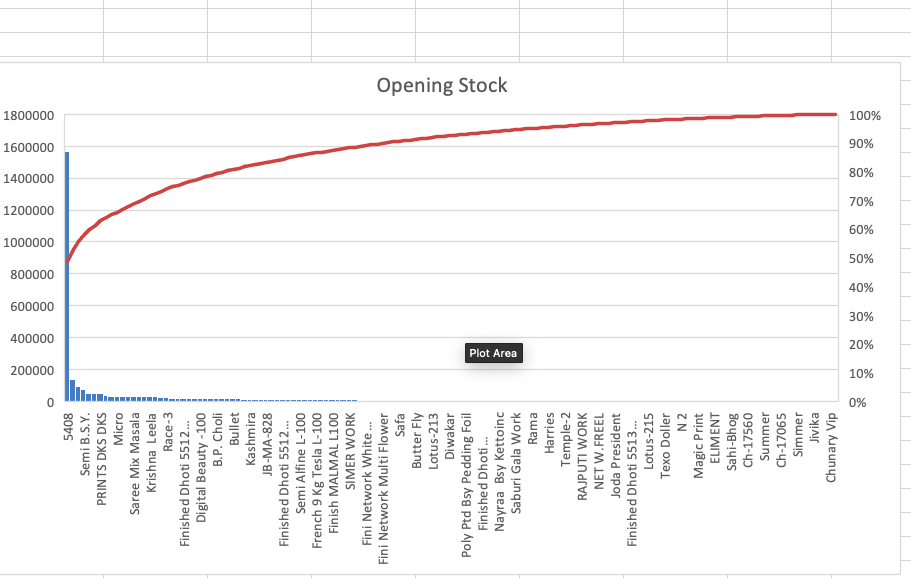 Opening Stock
1800000
1600000
1400000
1200000
1000000
800000
600000
400000
200000
0
100%
90%
80%
70%
60%
50%
40%
30%
20%
10%
0%
Plot Area
5408
Semi B.S.Y.
PRINTS DKS DKS
Micro
Saree Mix Masala
Krishna Leela
Race-3
Finished Dhoti 5512...
Digital Beauty -100
B.P. Choli
Bullet
Kashmira
JB-MA-828
Finished Dhoti 5512...
Semi Alfine L-100
French 9 Kg Tesla L-100
Finish MALMAL L100
SIMER WORK
Fini Network White...
Fini Network Multi Flower
Safa
Butter Fly
Lotus-213
Diwakar
Poly Ptd Bsy Pedding Foil
Finished Dhoti...
Nayraa Bsy Kettoinc
Saburi Gala Work
Rama
Harries
Temple-2
RAJPUTI WORK
NET W.FREEL
Joda President
Finished Dhoti 5513...
Lotus-215
Texo Doller
N 2
Magic Print
ELIMENT
Sahi-Bhog
Ch-17560
Summer
Ch-17065
Simmer
Jivika
Chunary Vip